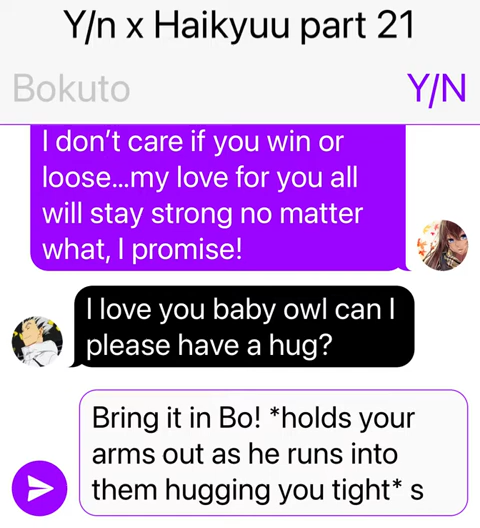 Y/n x Haikyuu part 21
Bokuto
Y/N
I don't care if you win or
loose...my love for you all
will stay strong no matter
what, I promise!
I love you baby owl can I
please have a hug?
Bring it in Bo! *holds your
arms out as he runs into
them hugging you tight* s